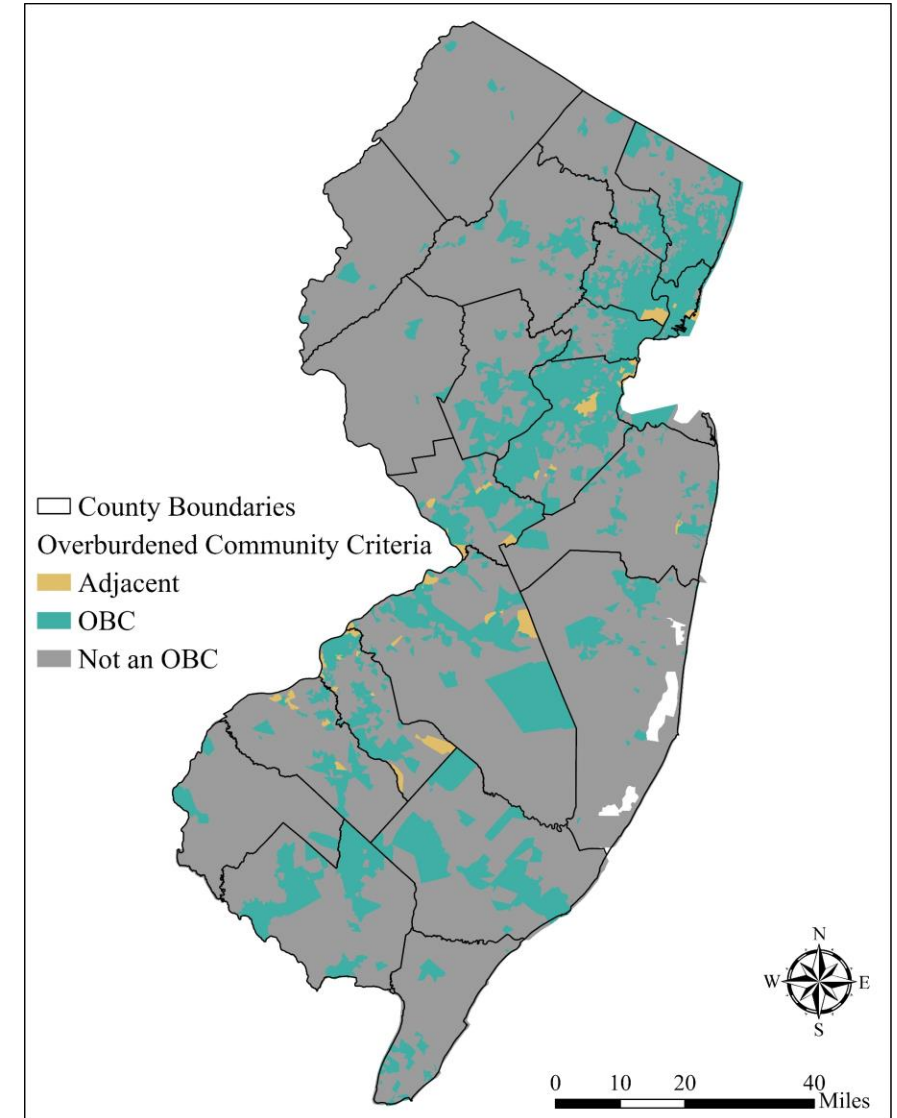 County Boundaries
Overburdened Community Criteria
Adjacent
OBC
Not an OBC
N
W E
S
0 10 20 40
Miles